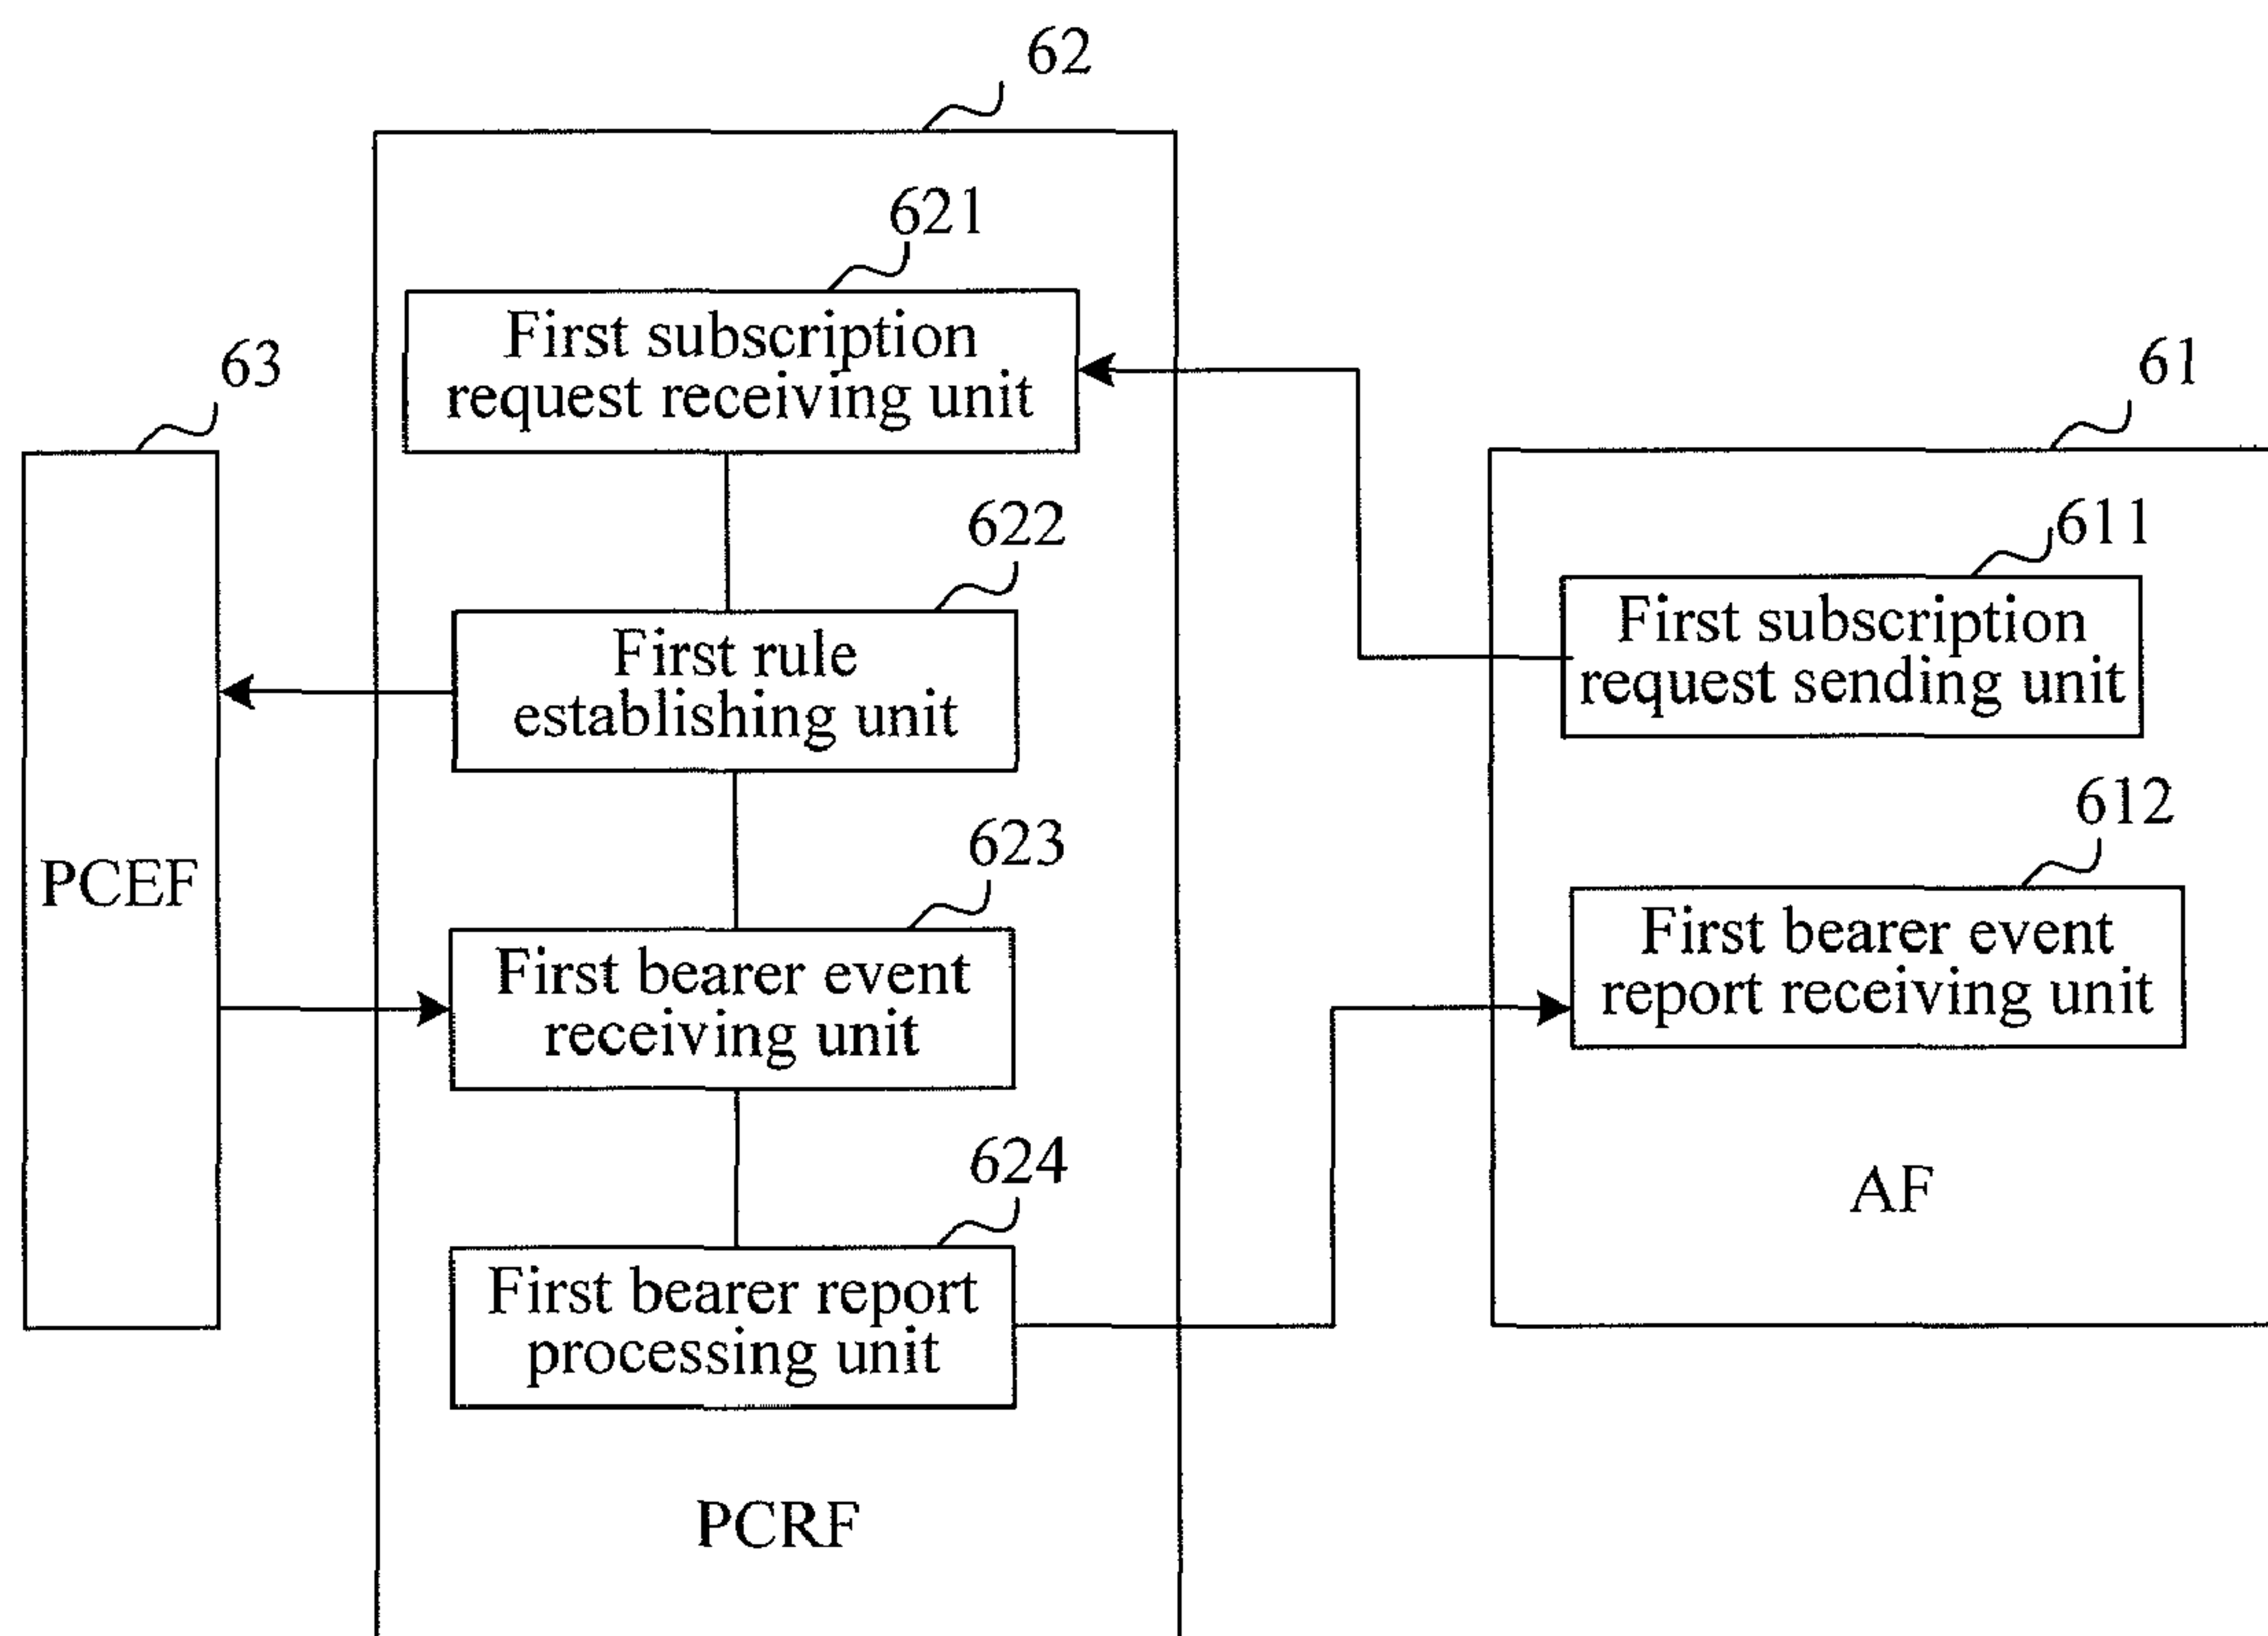 62
621
First subscription
request receiving unit
63
61
622
611
First subscription
request sending unit
First rule
establishing unit
612
623
PCEF
First bearer event
report receiving unit
First bearer event
receiving unit
624
AF
First bearer report
processing unit
PCRF